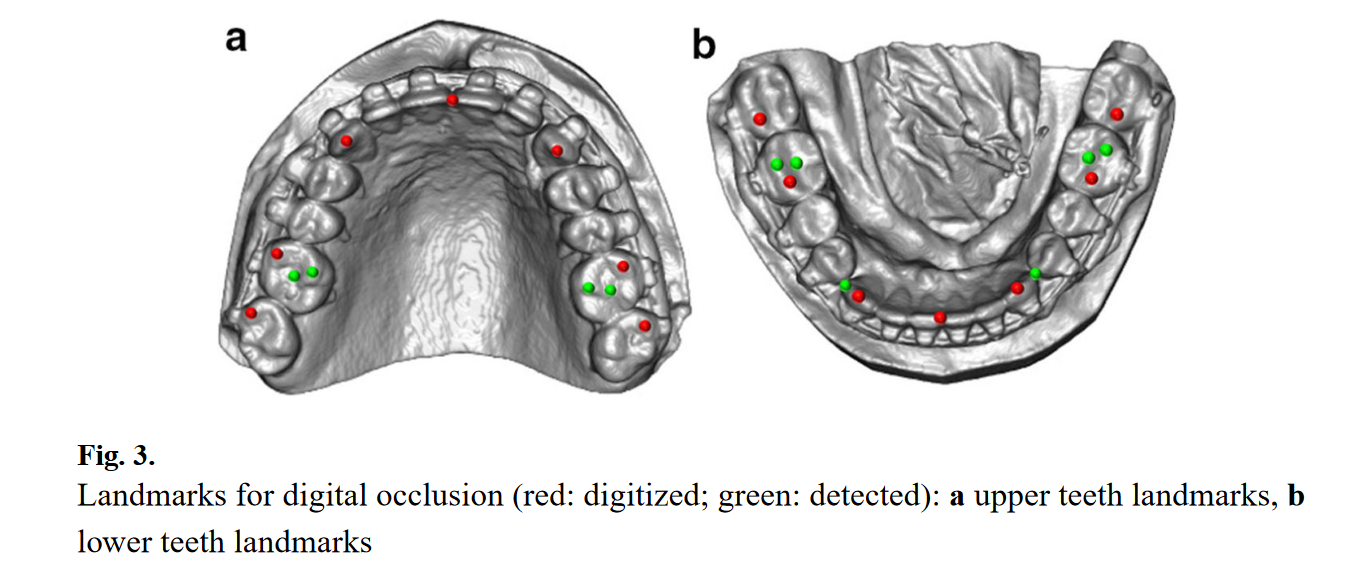 a
b
Fig. 3.
Landmarks for digital occlusion (red: digitized; green: detected): a upper teeth landmarks, b
lower teeth landmarks